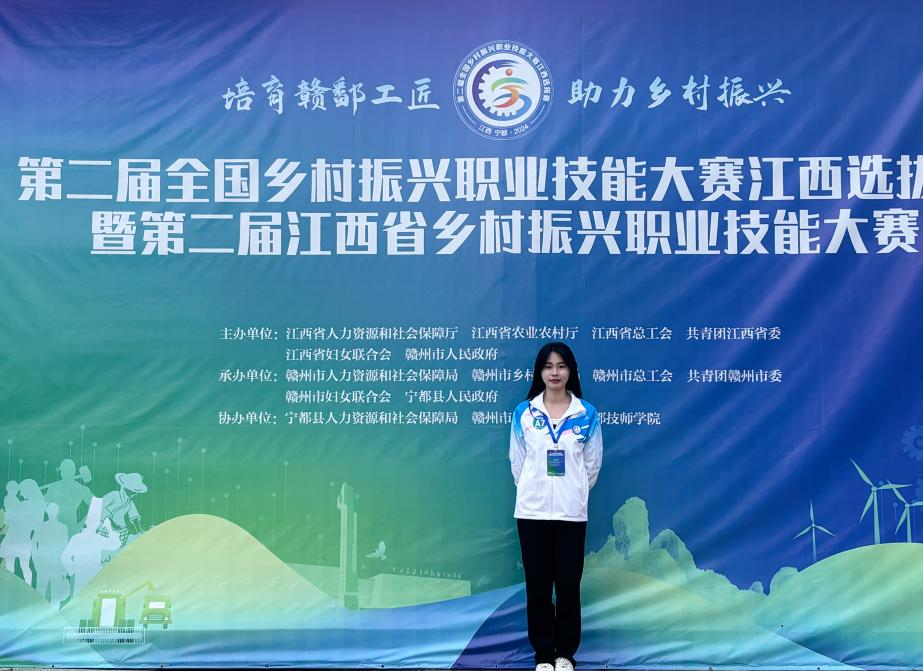 培育赣鄱工匠 助力乡村振兴
第二届全国乡村振兴职业技能大赛江西选拔
江西 宁都·2024
第二届全国乡村振兴职业技能大赛江西选拔
暨第二届江西省乡村振兴职业技能大赛
主办单位：江西省人力资源和社会保障厅 江西省农业农村厅 江西省总工会 共青团江西省委
江西省妇女联合会 赣州市人民政府
承办单位：赣州市人力资源和社会保障局 赣州市乡村 赣州市总工会 共青团赣州市委
赣州市妇女联合会 宁都县人民政府
协办单位：宁都县人力资源和社会保障局 赣州市 都技师学院
A7